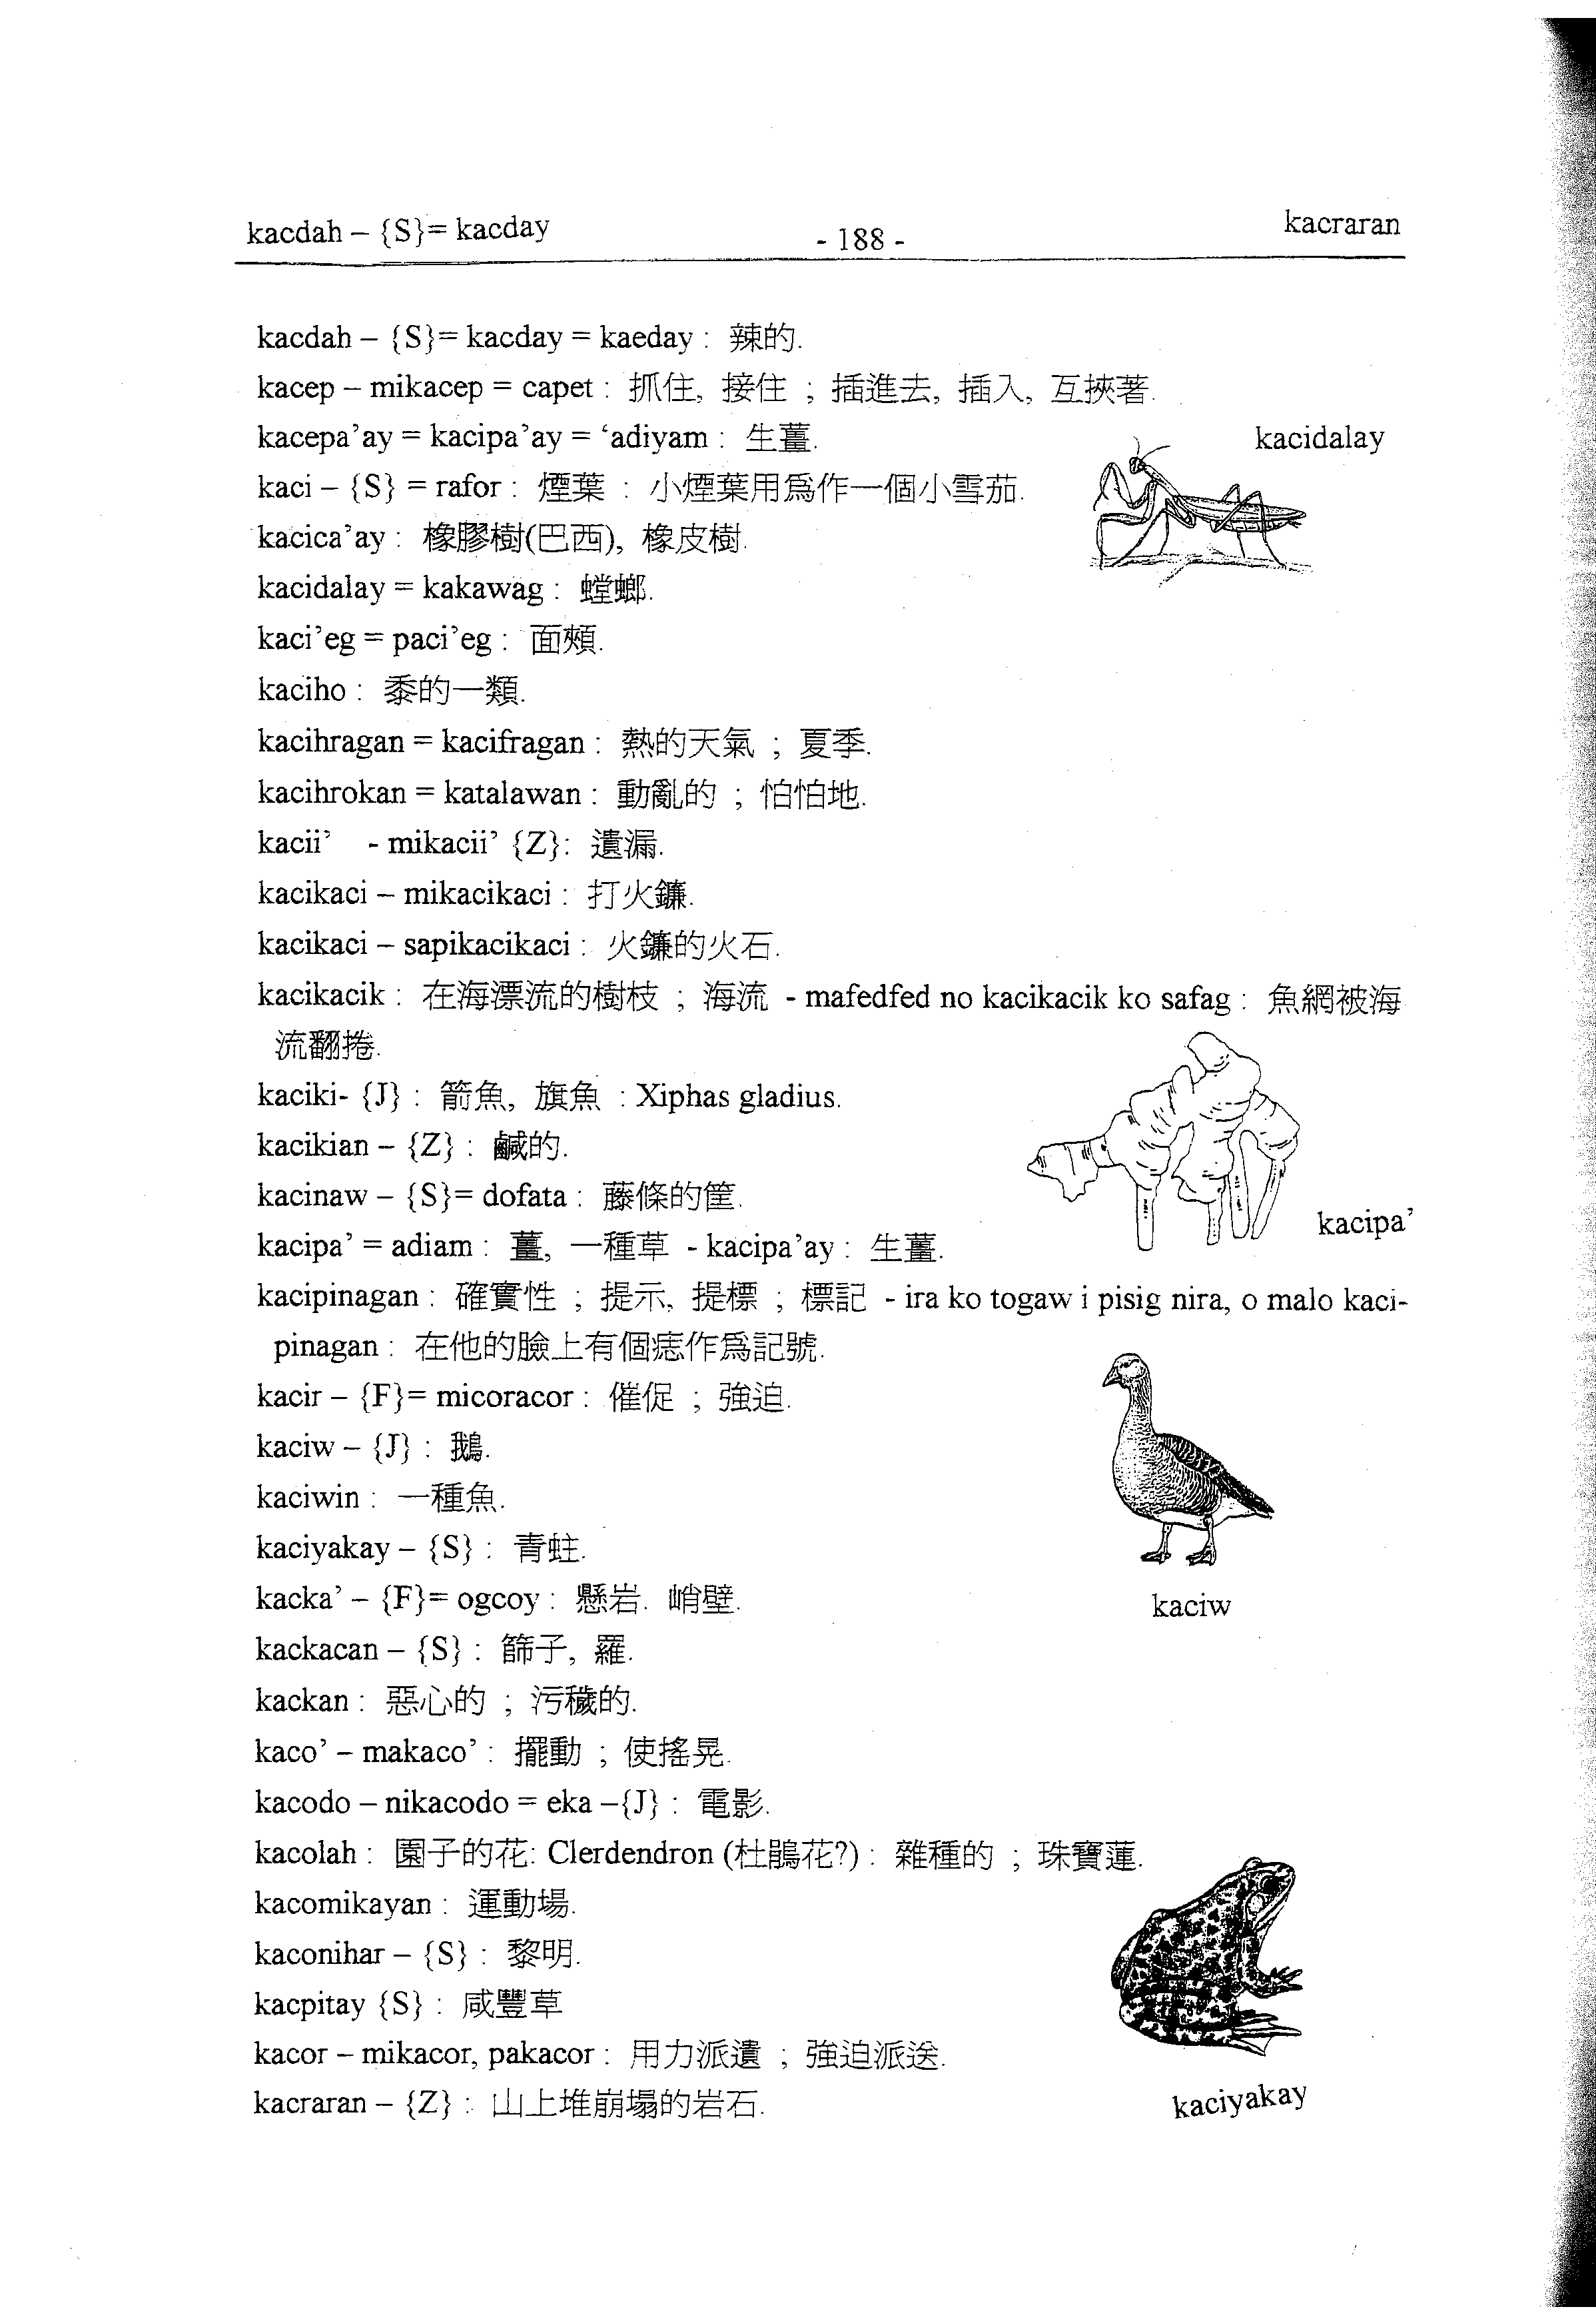 kacdah – {S}= kacday
- 188 -
kacraran
kacdah – {S}= kacday = kaeday : 辣的.
kacep – mikacep = capet : 抓住, 接住 ; 插進去, 插入, 互挾著.
kacepa’ay = kacipa’ay = ‘adiyam : 生薑.
kacidalay
kaci – {S} = rafor : 煙葉 : 小煙葉用爲作一個小雪茄.
kacica’ay : 橡膠樹(巴西), 橡皮樹.
kacidalay = kakawag : 螳螂.
kaci’eg = paci’eg : 面頰.
kaciho : 黍的一類.
kacihragan = kacifragan : 熱的天氣 ; 夏季.
kacihrokan = katalawan : 動亂的 ; 怕怕地.
kacii’ - mikacii’ {Z}: 遺漏.
kacikaci – mikacikaci : 打火鐮.
kacikaci – sapikacikaci : 火鐮的火石.
kacikacik : 在海漂流的樹枝 ; 海流 - mafedfed no kacikacik ko safag : 魚網被海
流翻捲.
kaciki- {J} : 箭魚, 旗魚 : Xiphas gladius.
kacikian – {Z} : 鹹的.
kacinaw – {S}= dofata : 藤條的筐.
kacipa’
kacipa’ = adiam : 薑, 一種草 - kacipa’ay : 生薑.
kacipinagan : 確實性 ; 提示, 提標 ; 標記 - ira ko togaw i pisig nira, o malo kaci-
pinagan : 在他的臉上有個痣作爲記號.
kacir – {F}= micoracor : 催促 ; 強迫.
kaciw – {J} : 鵝.
kaciwin : 一種魚.
kaciyakay – {S} : 青蛙.
kacka’ – {F}= ogcoy : 懸岩. 峭壁.
kaciw
kackacan – {S} : 篩子, 羅.
kackan : 惡心的 ; 污穢的.
kaco’ – makaco’ : 擺動 ; 使搖晃.
kacodo – nikacodo = eka –{J} : 電影.
kacolah : 園子的花: Clerdendron (杜鵑花?) : 雜種的 ; 珠寶蓮.
kacomikayan : 運動場.
kaconihar – {S} : 黎明.
kacpitay {S} : 咸豐草
kacor – mikacor, pakacor : 用力派遣 ; 強迫派送.
kacraran – {Z} : 山上堆崩塌的岩石.
kaciyakay